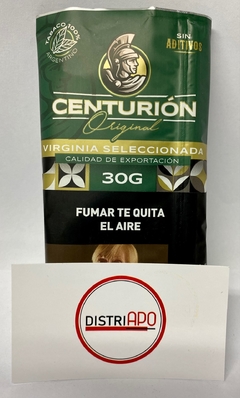 TABACO 100%
ARGENTINO
SIN
ADITIVOS
CENTURIÓN
Original
VIRGINIA SELECCIONADA
CALIDAD DE EXPORTACIÓN
30G
FUMAR TE QUITA
EL AIRE
DISTRIAPO